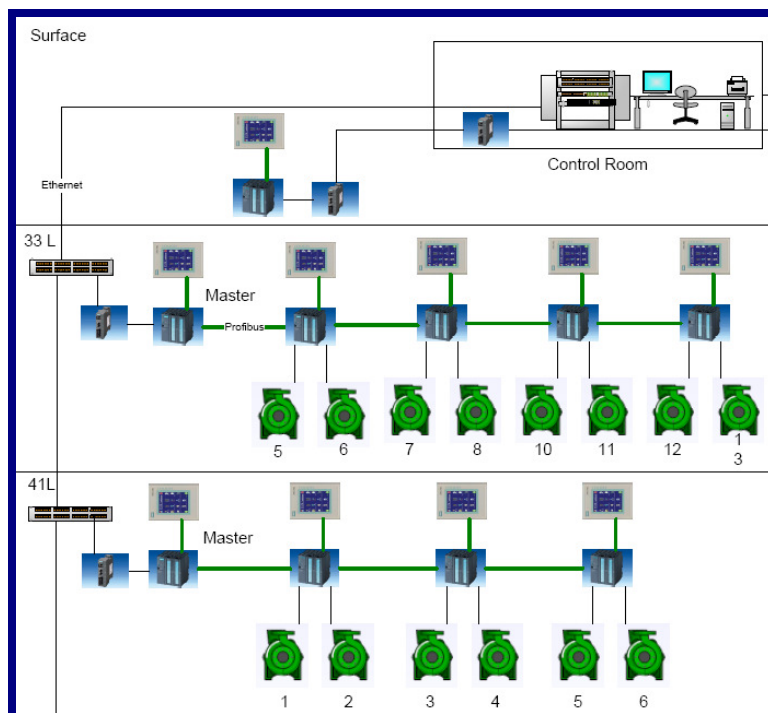 Surface
Control Room
Ethernet
33 L
Master
Profibus
5
6
7
8
10
11
12
1
3
41L
Master
1
2
3
4
5
6